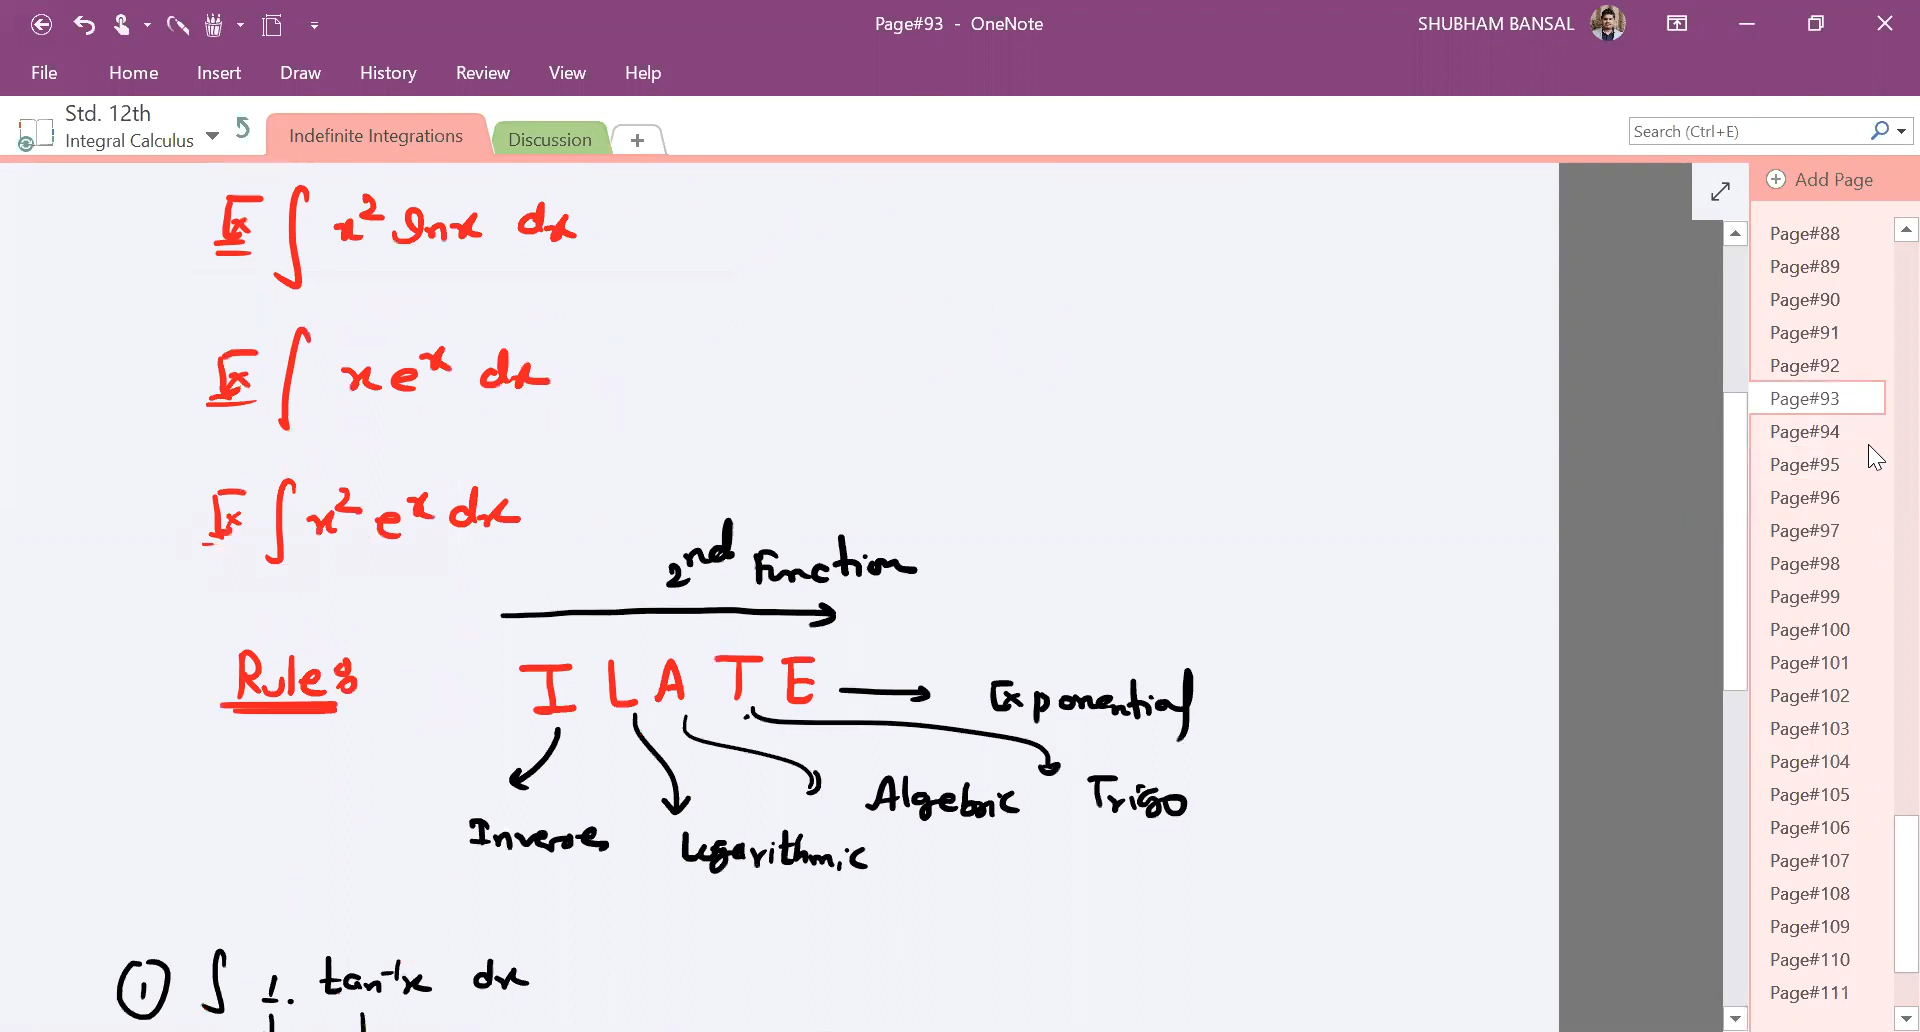 Page#93 - OneNote
SHUBHAM BANSAL
File Home Insert Draw History Review View Help
Std. 12th
Integral Calculus
Indefinite Integrations
Discussion
+
Search (Ctrl+E)
Add Page
Ex ∫ x² lnx dx
Ex ∫ x eˣ dx
Ex ∫ x² eˣ dx
2nd Function
Rules I L A T E → Exponential
Algebric Trigo
Inverse Logarithmic
① ∫ 1. tan⁻¹x dx
Page#88
Page#89
Page#90
Page#91
Page#92
Page#93
Page#94
Page#95
Page#96
Page#97
Page#98
Page#99
Page#100
Page#101
Page#102
Page#103
Page#104
Page#105
Page#106
Page#107
Page#108
Page#109
Page#110
Page#111